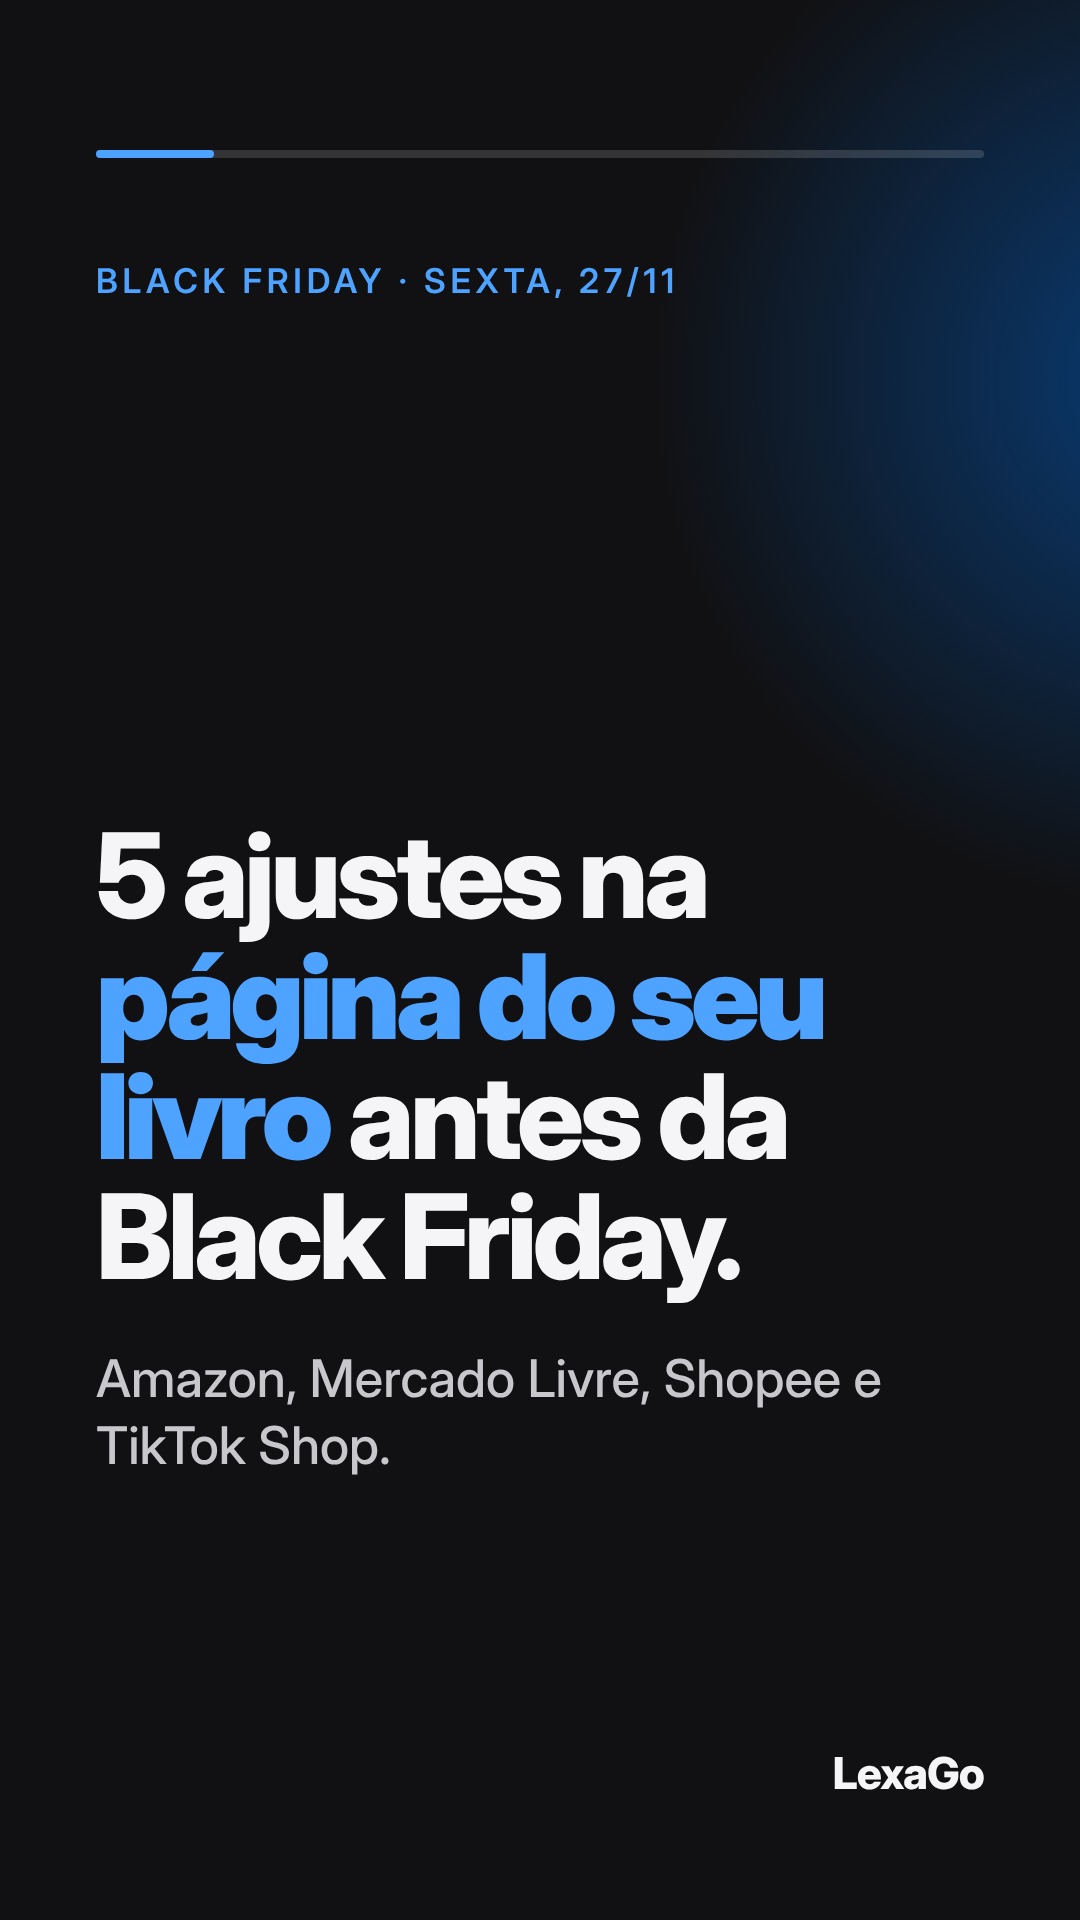 BLACK FRIDAY · SEXTA, 27/11
5 ajustes na
página do seu
livro antes da
Black Friday.
Amazon, Mercado Livre, Shopee e
TikTok Shop.
LexaGo